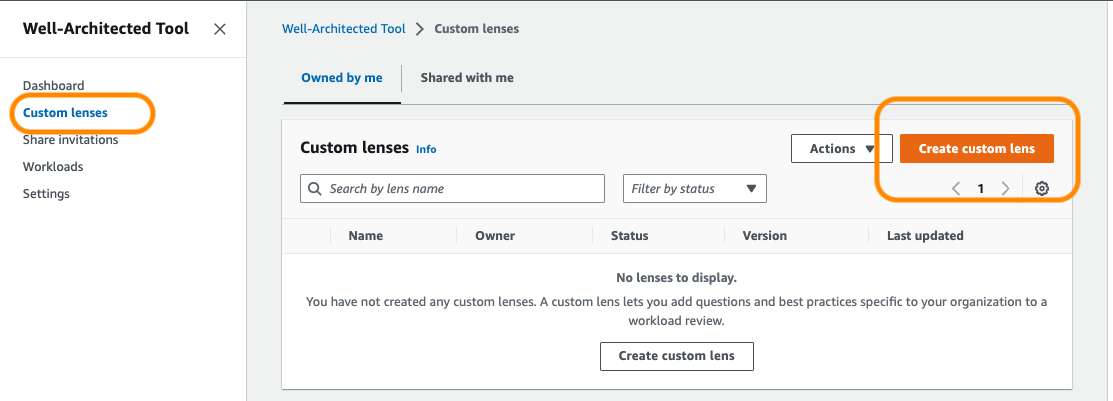 Well-Architected Tool
Dashboard
Custom lenses
Share invitations
Workloads
Settings
Well-Architected Tool > Custom lenses
Owned by me
Shared with me
Custom lenses Info
Actions
Create custom lens
Search by lens name
Filter by status
1
Name Owner Status Version Last updated
No lenses to display.
You have not created any custom lenses. A custom lens lets you add questions and best practices specific to your organization to a
workload review.
Create custom lens